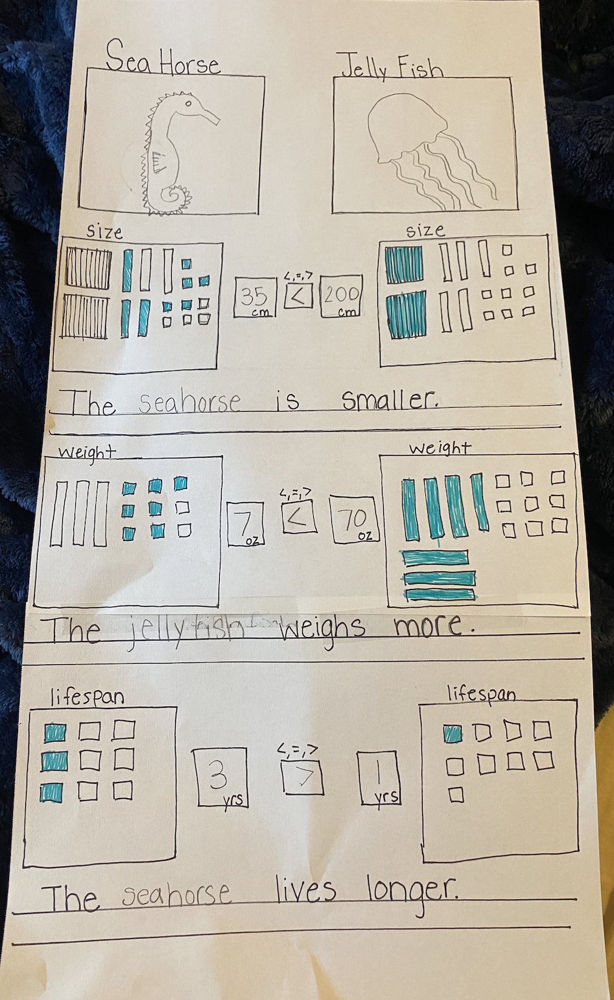 Sea Horse
Jelly Fish
size
size
<,=,>
35 cm < 200 cm
The seahorse is smaller.
weight
weight
<,=,>
7 oz < 70 oz
The jellyfish weighs more.
lifespan
lifespan
<,=,>
3 yrs > 1 yrs
The seahorse lives longer.